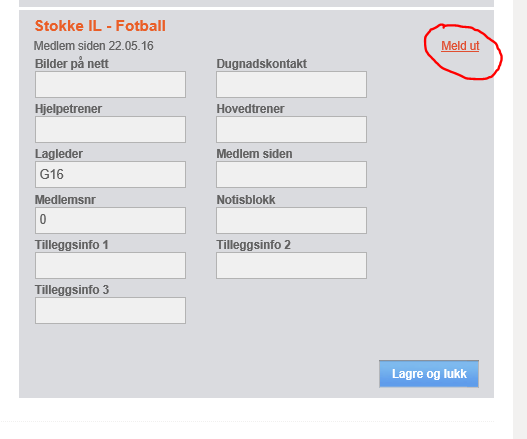 Stokke IL - Fotball
Medlem siden 22.05.16
Meld ut
Bilder på nett
Dugnadskontakt
Hjelpetrener
Hovedtrener
Lagleder
Medlem siden
G16
Medlemsnr
Notisblokk
0
Tilleggsinfo 1
Tilleggsinfo 2
Tilleggsinfo 3
Lagre og lukk